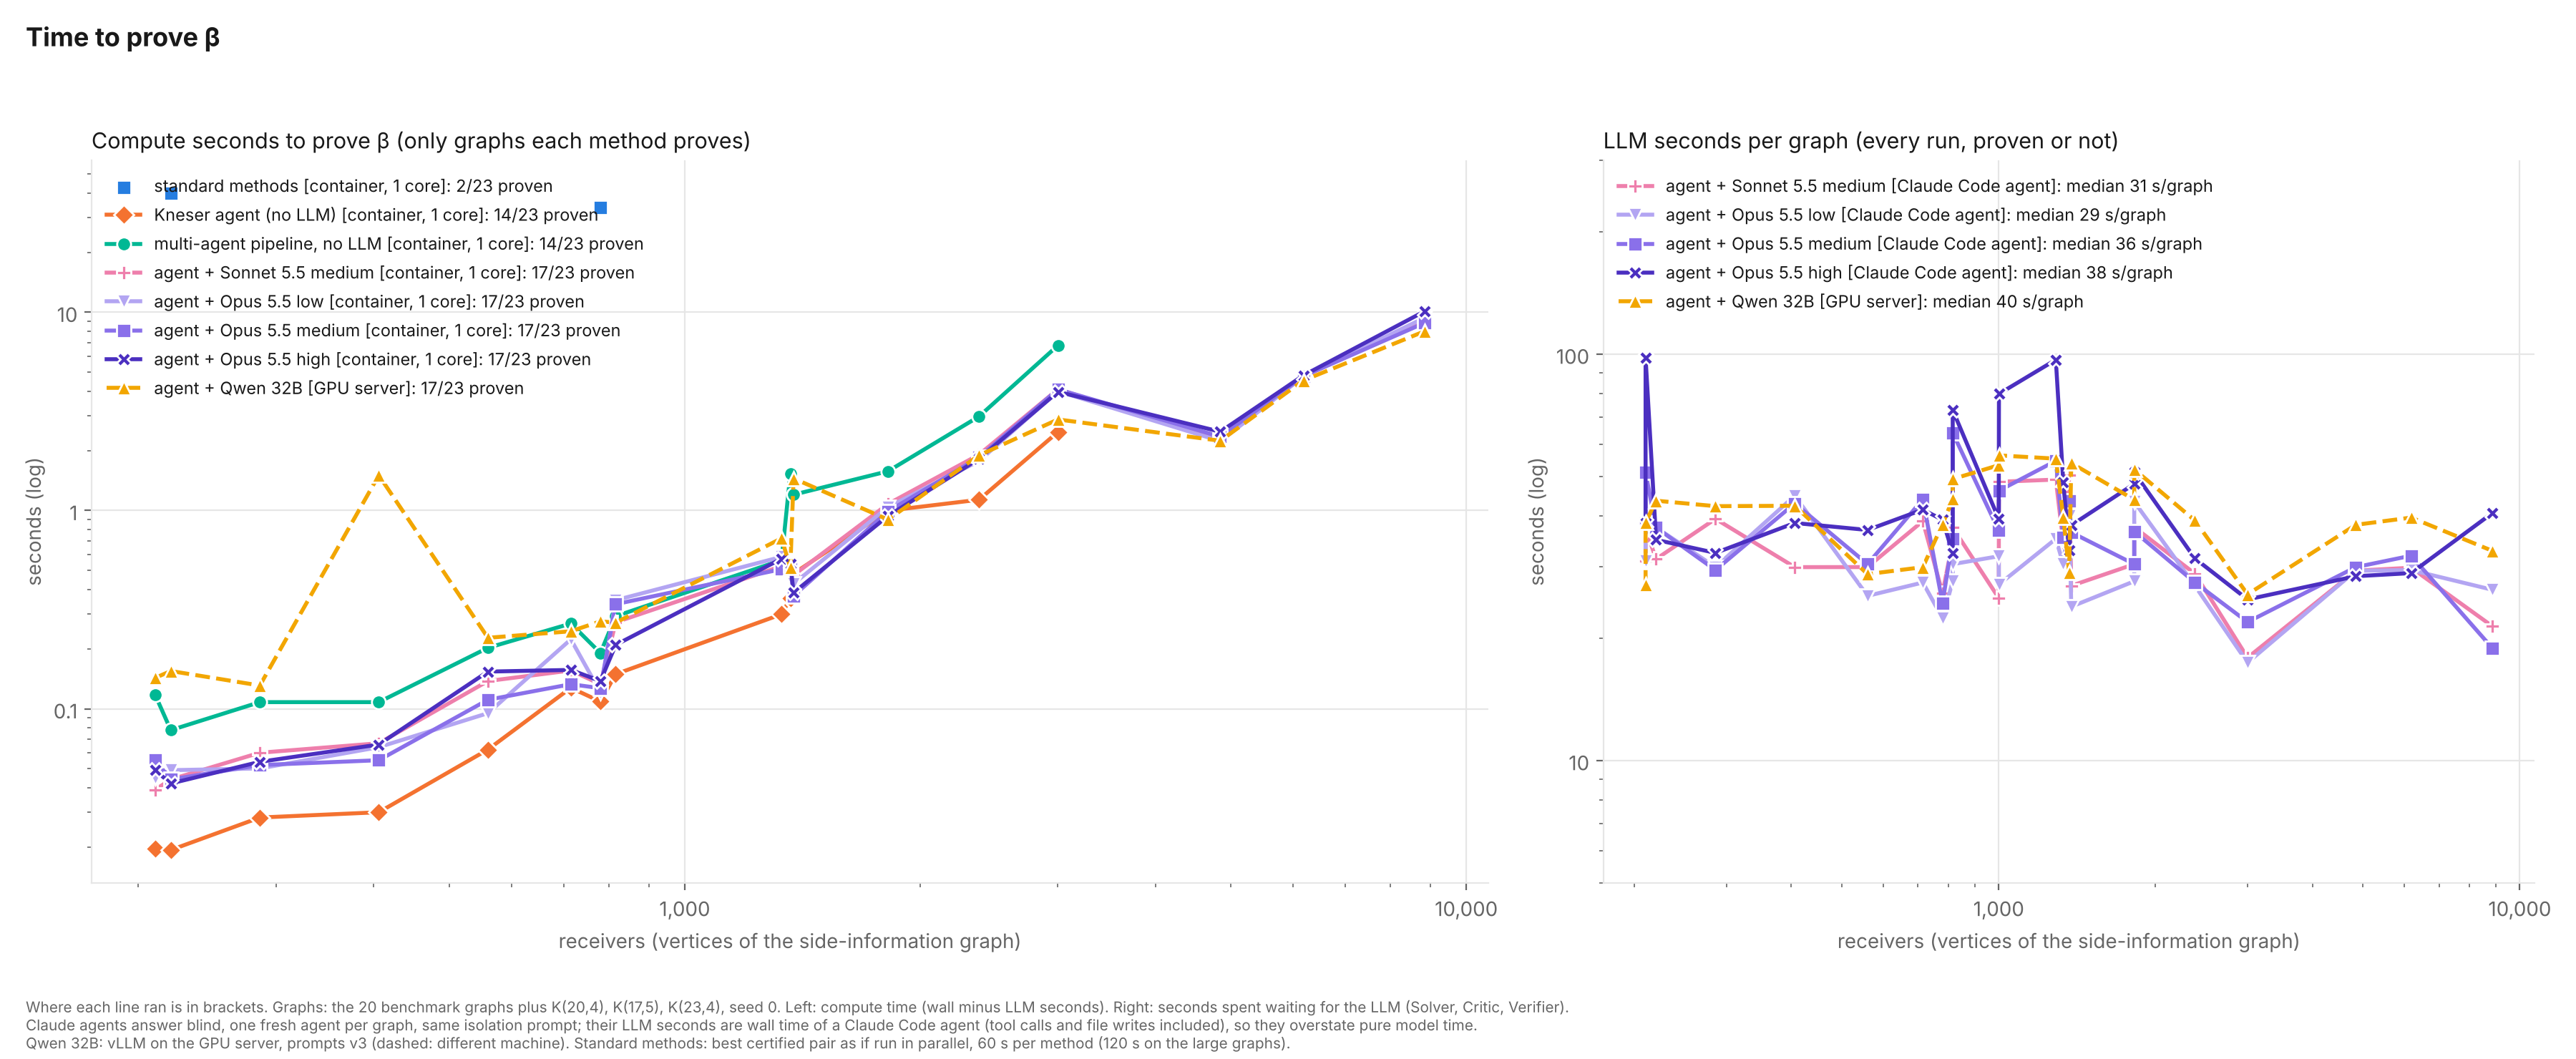 Time to prove β
Compute seconds to prove β (only graphs each method proves)
standard methods [container, 1 core]: 2/23 proven
Kneser agent (no LLM) [container, 1 core]: 14/23 proven
multi-agent pipeline, no LLM [container, 1 core]: 14/23 proven
agent + Sonnet 5.5 medium [container, 1 core]: 17/23 proven
agent + Opus 5.5 low [container, 1 core]: 17/23 proven
agent + Opus 5.5 medium [container, 1 core]: 17/23 proven
agent + Opus 5.5 high [container, 1 core]: 17/23 proven
agent + Qwen 32B [GPU server]: 17/23 proven
10
1
0.1
seconds (log)
1,000
10,000
receivers (vertices of the side-information graph)
LLM seconds per graph (every run, proven or not)
agent + Sonnet 5.5 medium [Claude Code agent]: median 31 s/graph
agent + Opus 5.5 low [Claude Code agent]: median 29 s/graph
agent + Opus 5.5 medium [Claude Code agent]: median 36 s/graph
agent + Opus 5.5 high [Claude Code agent]: median 38 s/graph
agent + Qwen 32B [GPU server]: median 40 s/graph
100
10
seconds (log)
1,000
10,000
receivers (vertices of the side-information graph)
Where each line ran is in brackets. Graphs: the 20 benchmark graphs plus K(20,4), K(17,5), K(23,4), seed 0. Left: compute time (wall minus LLM seconds). Right: seconds spent waiting for the LLM (Solver, Critic, Verifier).
Claude agents answer blind, one fresh agent per graph, same isolation prompt; their LLM seconds are wall time of a Claude Code agent (tool calls and file writes included), so they overstate pure model time.
Qwen 32B: vLLM on the GPU server, prompts v3 (dashed: different machine). Standard methods: best certified pair as if run in parallel, 60 s per method (120 s on the large graphs).